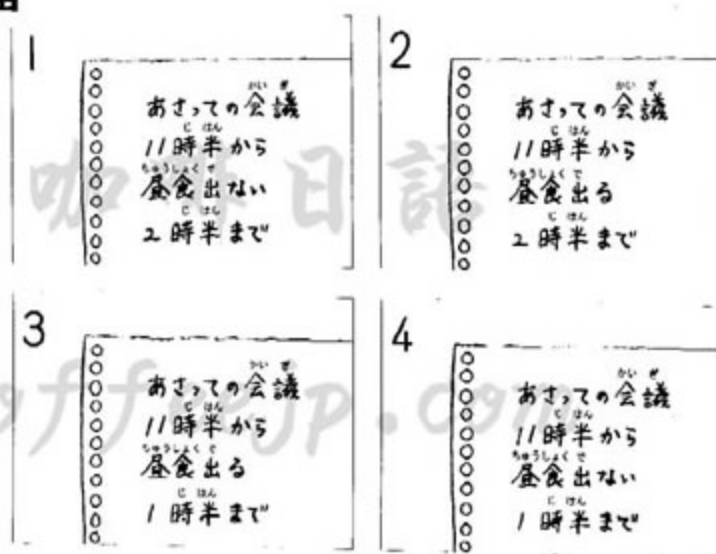 1
あさっての会議
11時半から
昼食出ない
2時半まで
2
あさっての会議
11時半から
昼食出る
2時半まで
3
あさっての会議
11時半から
昼食出る
1時半まで
4
あさっての会議
11時半から
昼食出ない
1時半まで
咖啡日語